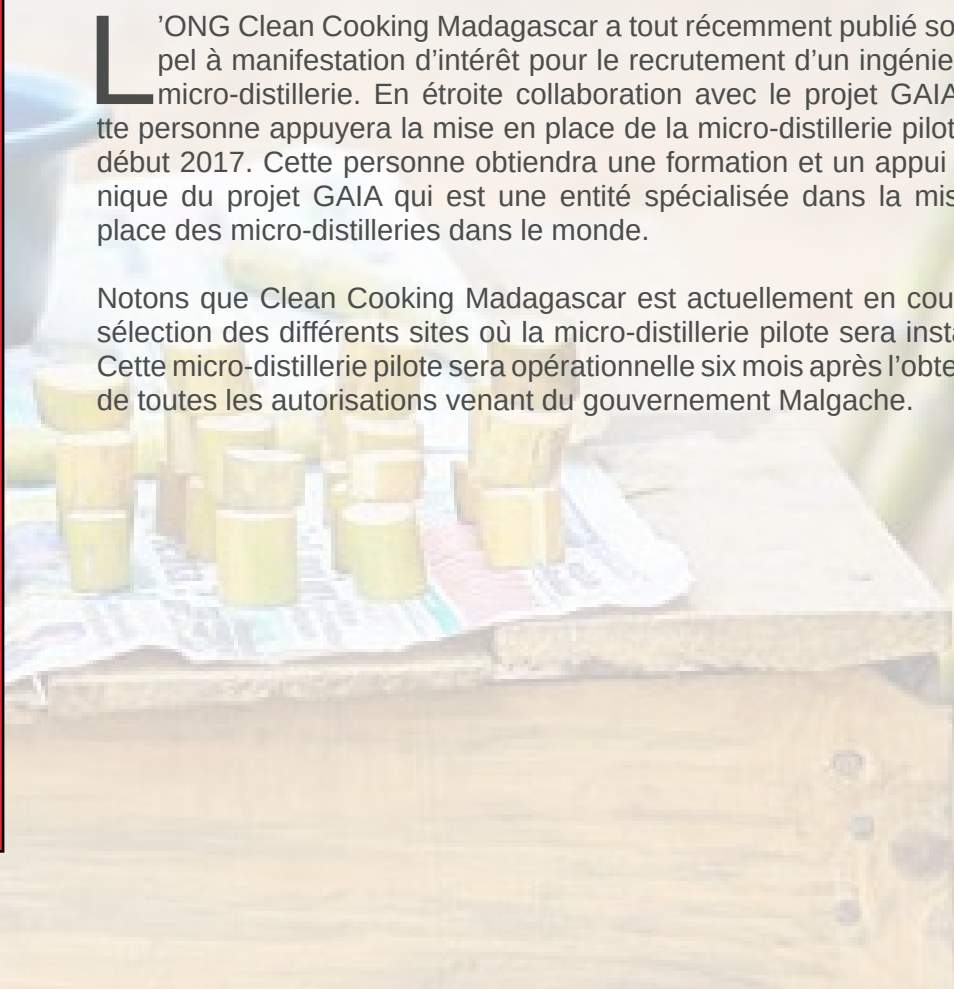 L'ONG Clean Cooking Madagascar a tout récemment publié so
pel à manifestation d'intérêt pour le recrutement d'un ingénie
micro-distillerie. En étroite collaboration avec le projet GAIA
tte personne appuyera la mise en place de la micro-distillerie pilot
début 2017. Cette personne obtiendra une formation et un appui
nique du projet GAIA qui est une entité spécialisée dans la mis
place des micro-distilleries dans le monde.
Notons que Clean Cooking Madagascar est actuellement en cou
sélection des différents sites où la micro-distillerie pilote sera insta
Cette micro-distillerie pilote sera opérationnelle six mois après l'obte
de toutes les autorisations venant du gouvernement Malgache.